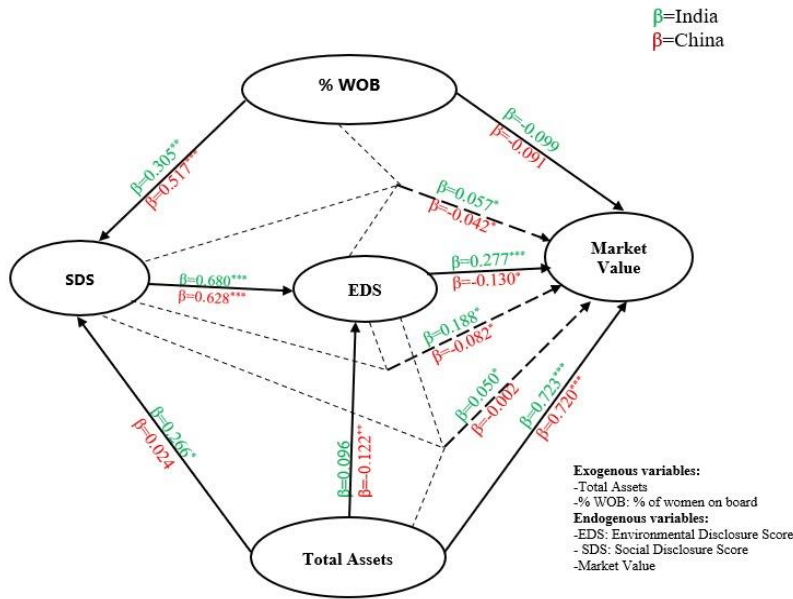 β=India
β=China
% WOB
β=0.305**
β=0.517***
β=-0.099
β=-0.091
β=0.057*
β=-0.042*
SDS
β=0.680***
β=0.628***
EDS
β=0.277***
β=-0.130*
Market
Value
β=0.188*
β=-0.082*
β=0.050*
β=-0.002
β=0.723***
β=0.720***
β=0.266*
β=0.024
β=0.096
β=-0.122**
Total Assets
Exogenous variables:
-Total Assets
-% WOB: % of women on board
Endogenous variables:
-EDS: Environmental Disclosure Score
- SDS: Social Disclosure Score
-Market Value